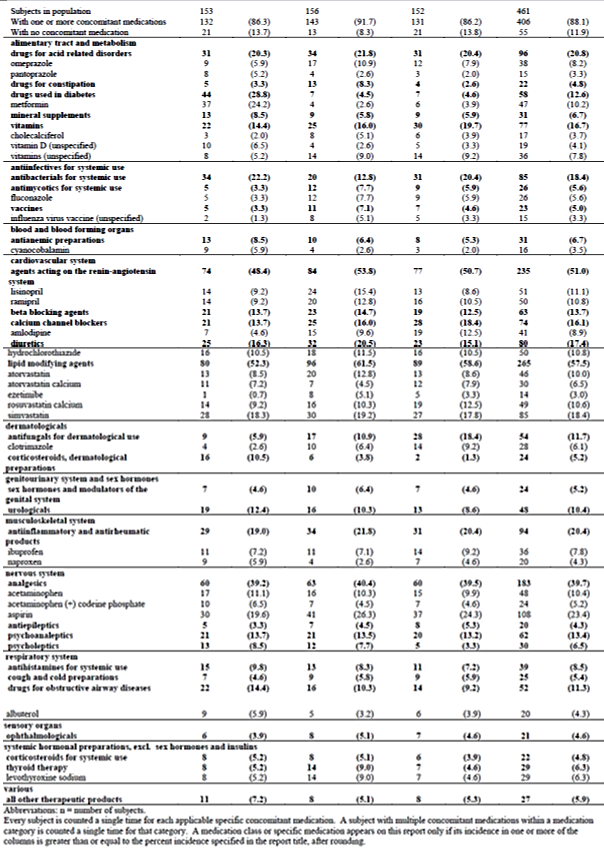 Subjects in population 153 156 152 461
With one or more concomitant medications 132 (86.3) 143 (91.7) 131 (86.2) 406 (88.1)
With no concomitant medication 21 (13.7) 13 (8.3) 21 (13.8) 55 (11.9)
alimentary tract and metabolism
drugs for acid related disorders 31 (20.3) 34 (21.8) 31 (20.4) 96 (20.8)
omeprazole 9 (5.9) 17 (10.9) 12 (7.9) 38 (8.2)
pantoprazole 8 (5.2) 4 (2.6) 3 (2.0) 15 (3.3)
drugs for constipation 5 (3.3) 13 (8.3) 4 (2.6) 22 (4.8)
drugs used in diabetes 44 (28.8) 7 (4.5) 7 (4.6) 58 (12.6)
metformin 37 (24.2) 4 (2.6) 6 (3.9) 47 (10.2)
mineral supplements 13 (8.5) 9 (5.8) 9 (5.9) 31 (6.7)
vitamins 22 (14.4) 25 (16.0) 30 (19.7) 77 (16.7)
cholecalciferol 3 (2.0) 8 (5.1) 6 (3.9) 17 (3.7)
vitamin D (unspecified) 10 (6.5) 4 (2.6) 5 (3.3) 19 (4.1)
vitamins (unspecified) 8 (5.2) 14 (9.0) 14 (9.2) 36 (7.8)
antiinfectives for systemic use
antibacterials for systemic use 34 (22.2) 20 (12.8) 31 (20.4) 85 (18.4)
antimycotics for systemic use 5 (3.3) 12 (7.7) 9 (5.9) 26 (5.6)
fluconazole 5 (3.3) 12 (7.7) 9 (5.9) 26 (5.6)
vaccines 5 (3.3) 11 (7.1) 7 (4.6) 23 (5.0)
influenza virus vaccine (unspecified) 2 (1.3) 8 (5.1) 5 (3.3) 15 (3.3)
blood and blood forming organs
antianemic preparations 13 (8.5) 10 (6.4) 8 (5.3) 31 (6.7)
cyanocobalamin 9 (5.9) 4 (2.6) 3 (2.0) 16 (3.5)
cardiovascular system
agents acting on the renin-angiotensin 74 (48.4) 84 (53.8) 77 (50.7) 235 (51.0)
system
lisinopril 14 (9.2) 24 (15.4) 13 (8.6) 51 (11.1)
ramipril 14 (9.2) 20 (12.8) 16 (10.5) 50 (10.8)
beta blocking agents 21 (13.7) 23 (14.7) 19 (12.5) 63 (13.7)
calcium channel blockers 21 (13.7) 25 (16.0) 28 (18.4) 74 (16.1)
amlodipine 7 (4.6) 15 (9.6) 19 (12.5) 41 (8.9)
diuretics 25 (16.3) 32 (20.5) 23 (15.1) 80 (17.4)
hydrochlorothiazide 16 (10.5) 18 (11.5) 16 (10.5) 50 (10.8)
lipid modifying agents 80 (52.3) 96 (61.5) 89 (58.6) 265 (57.5)
atorvastatin 13 (8.5) 20 (12.8) 13 (8.6) 46 (10.0)
atorvastatin calcium 11 (7.2) 7 (4.5) 12 (7.9) 30 (6.5)
ezetimibe 1 (0.7) 8 (5.1) 5 (3.3) 14 (3.0)
rosuvastatin calcium 14 (9.2) 16 (10.3) 19 (12.5) 49 (10.6)
simvastatin 28 (18.3) 30 (19.2) 27 (17.8) 85 (18.4)
dermatologicals
antifungals for dermatological use 9 (5.9) 17 (10.9) 28 (18.4) 54 (11.7)
clotrimazole 4 (2.6) 10 (6.4) 14 (9.2) 28 (6.1)
corticosteroids, dermatological 16 (10.5) 6 (3.8) 2 (1.3) 24 (5.2)
preparations
genitourinary system and sex hormones
sex hormones and modulators of the 7 (4.6) 10 (6.4) 7 (4.6) 24 (5.2)
genital system
urologicals 19 (12.4) 16 (10.3) 13 (8.6) 48 (10.4)
musculoskeletal system
antiinflammatory and antirheumatic 29 (19.0) 34 (21.8) 31 (20.4) 94 (20.4)
products
ibuprofen 11 (7.2) 11 (7.1) 14 (9.2) 36 (7.8)
naproxen 9 (5.9) 4 (2.6) 7 (4.6) 20 (4.3)
nervous system
analgesics 60 (39.2) 63 (40.4) 60 (39.5) 183 (39.7)
acetaminophen 17 (11.1) 16 (10.3) 15 (9.9) 48 (10.4)
acetaminophen (+) codeine phosphate 10 (6.5) 7 (4.5) 7 (4.6) 24 (5.2)
aspirin 30 (19.6) 41 (26.3) 37 (24.3) 108 (23.4)
antiepileptics 5 (3.3) 7 (4.5) 8 (5.3) 20 (4.3)
psychoanaleptics 21 (13.7) 21 (13.5) 20 (13.2) 62 (13.4)
psycholeptics 13 (8.5) 12 (7.7) 5 (3.3) 30 (6.5)
respiratory system
antihistamines for systemic use 15 (9.8) 13 (8.3) 11 (7.2) 39 (8.5)
cough and cold preparations 7 (4.6) 9 (5.8) 9 (5.9) 25 (5.4)
drugs for obstructive airway diseases 22 (14.4) 16 (10.3) 14 (9.2) 52 (11.3)
albuterol 9 (5.9) 5 (3.2) 6 (3.9) 20 (4.3)
sensory organs
ophthalmologicals 6 (3.9) 8 (5.1) 7 (4.6) 21 (4.6)
systemic hormonal preparations, excl. sex hormones and insulins
corticosteroids for systemic use 8 (5.2) 8 (5.1) 6 (3.9) 22 (4.8)
thyroid therapy 8 (5.2) 14 (9.0) 7 (4.6) 29 (6.3)
levothyroxine sodium 8 (5.2) 14 (9.0) 7 (4.6) 29 (6.3)
various
all other therapeutic products 11 (7.2) 8 (5.1) 8 (5.3) 27 (5.9)
Abbreviations: n = number of subjects.
Every subject is counted a single time for each applicable specific concomitant medication. A subject with multiple concomitant medications within a medication
category is counted a single time for that category. A medication class or specific medication appears on this report only if its incidence in one or more of the
columns is greater than or equal to the percent incidence specified in the report title, after rounding.